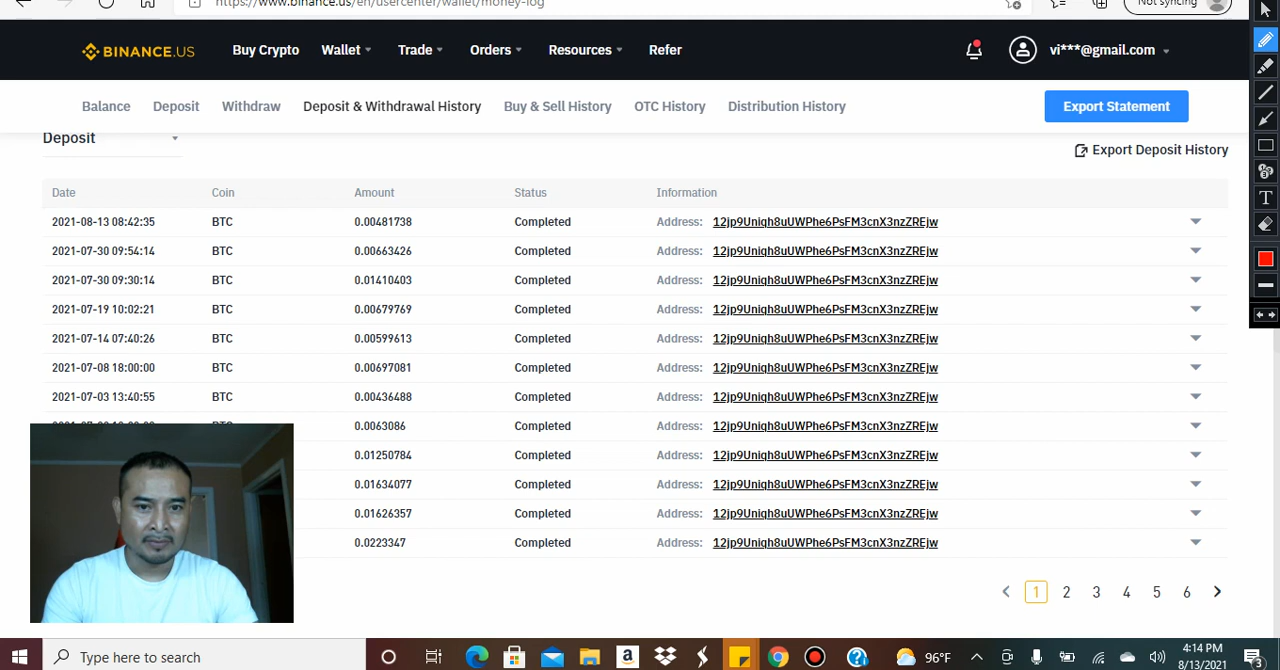 https://www.binance.us/en/usercenter/wallet/money-log
Not syncing
BINANCE.US Buy Crypto Wallet Trade Orders Resources Refer vi***@gmail.com
Balance Deposit Withdraw Deposit & Withdrawal History Buy & Sell History OTC History Distribution History Export Statement
Deposit
Export Deposit History
Date Coin Amount Status Information
2021-08-13 08:42:35 BTC 0.00481738 Completed Address: 12jp9Uniqh8uUWPhe6PsFM3cnX3nzZREjw
2021-07-30 09:54:14 BTC 0.00663426 Completed Address: 12jp9Uniqh8uUWPhe6PsFM3cnX3nzZREjw
2021-07-30 09:30:14 BTC 0.01410403 Completed Address: 12jp9Uniqh8uUWPhe6PsFM3cnX3nzZREjw
2021-07-19 10:02:21 BTC 0.00679769 Completed Address: 12jp9Uniqh8uUWPhe6PsFM3cnX3nzZREjw
2021-07-14 07:40:26 BTC 0.00599613 Completed Address: 12jp9Uniqh8uUWPhe6PsFM3cnX3nzZREjw
2021-07-08 18:00:00 BTC 0.00697081 Completed Address: 12jp9Uniqh8uUWPhe6PsFM3cnX3nzZREjw
2021-07-03 13:40:55 BTC 0.00436488 Completed Address: 12jp9Uniqh8uUWPhe6PsFM3cnX3nzZREjw
0.0063086 Completed Address: 12jp9Uniqh8uUWPhe6PsFM3cnX3nzZREjw
0.01250784 Completed Address: 12jp9Uniqh8uUWPhe6PsFM3cnX3nzZREjw
0.01634077 Completed Address: 12jp9Uniqh8uUWPhe6PsFM3cnX3nzZREjw
0.01626357 Completed Address: 12jp9Uniqh8uUWPhe6PsFM3cnX3nzZREjw
0.0223347 Completed Address: 12jp9Uniqh8uUWPhe6PsFM3cnX3nzZREjw
1 2 3 4 5 6
Type here to search
96°F
4:14 PM
8/13/2021
3